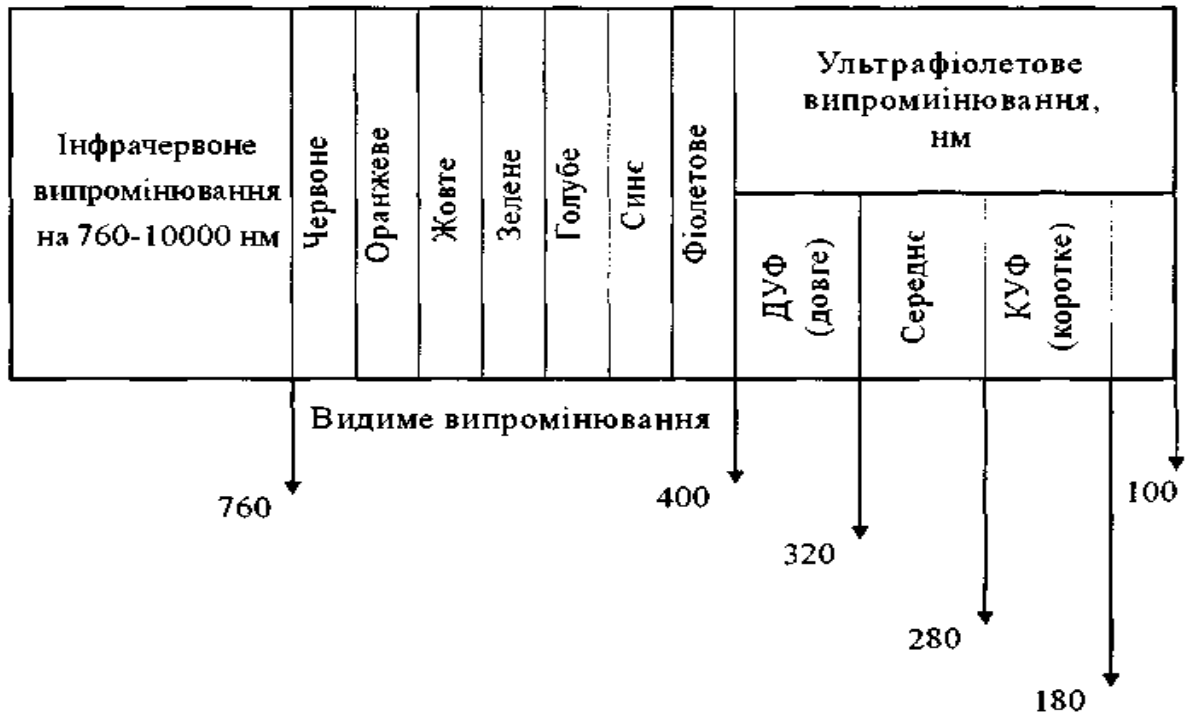 Інфрачервоне
випромінювання
на 760-10000 нм
Червоне
Оранжеве
Жовте
Зелене
Голубе
Синє
Фіолетове
Ультрафіолетове
випромиінювання,
нм
ДУФ
(довге)
Середнє
КУФ
(коротке)
Видиме випромінювання
760
400
320
280
180
100